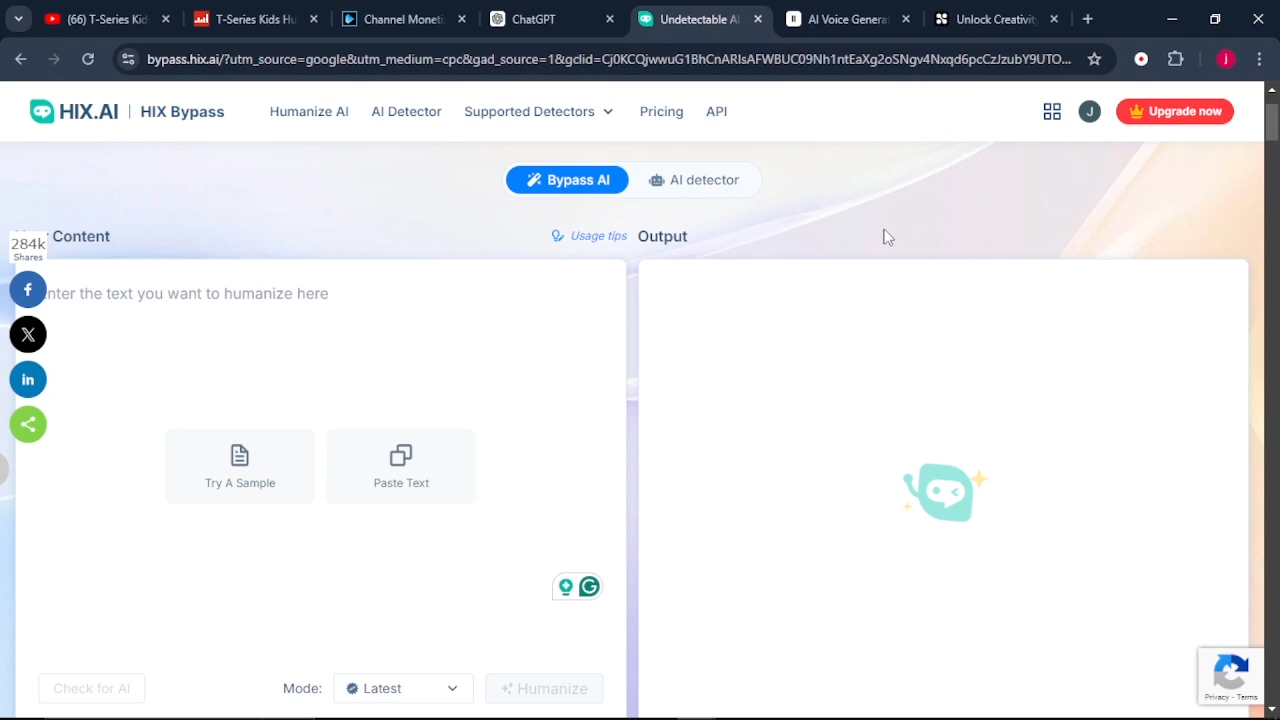 (66) T-Series Kid
T-Series Kids Hu
Channel Moneti
ChatGPT
Undetectable AI
AI Voice Genera
Unlock Creativity
bypass.hix.ai/?utm_source=google&utm_medium=cpc&gad_source=1&gclid=Cj0KCQjwwuG1BhCnARIsAFWBUC09Nh1ntEaXg2oSNgv4Nxqd6pcCzJzubY9UTO...
j
HIX.AI | HIX Bypass
Humanize AI
AI Detector
Supported Detectors
Pricing
API
J
Upgrade now
Bypass AI
AI detector
Content
Usage tips
Output
284k
Shares
nter the text you want to humanize here
Try A Sample
Paste Text
Check for AI
Mode:
Latest
Humanize
Privacy - Terms